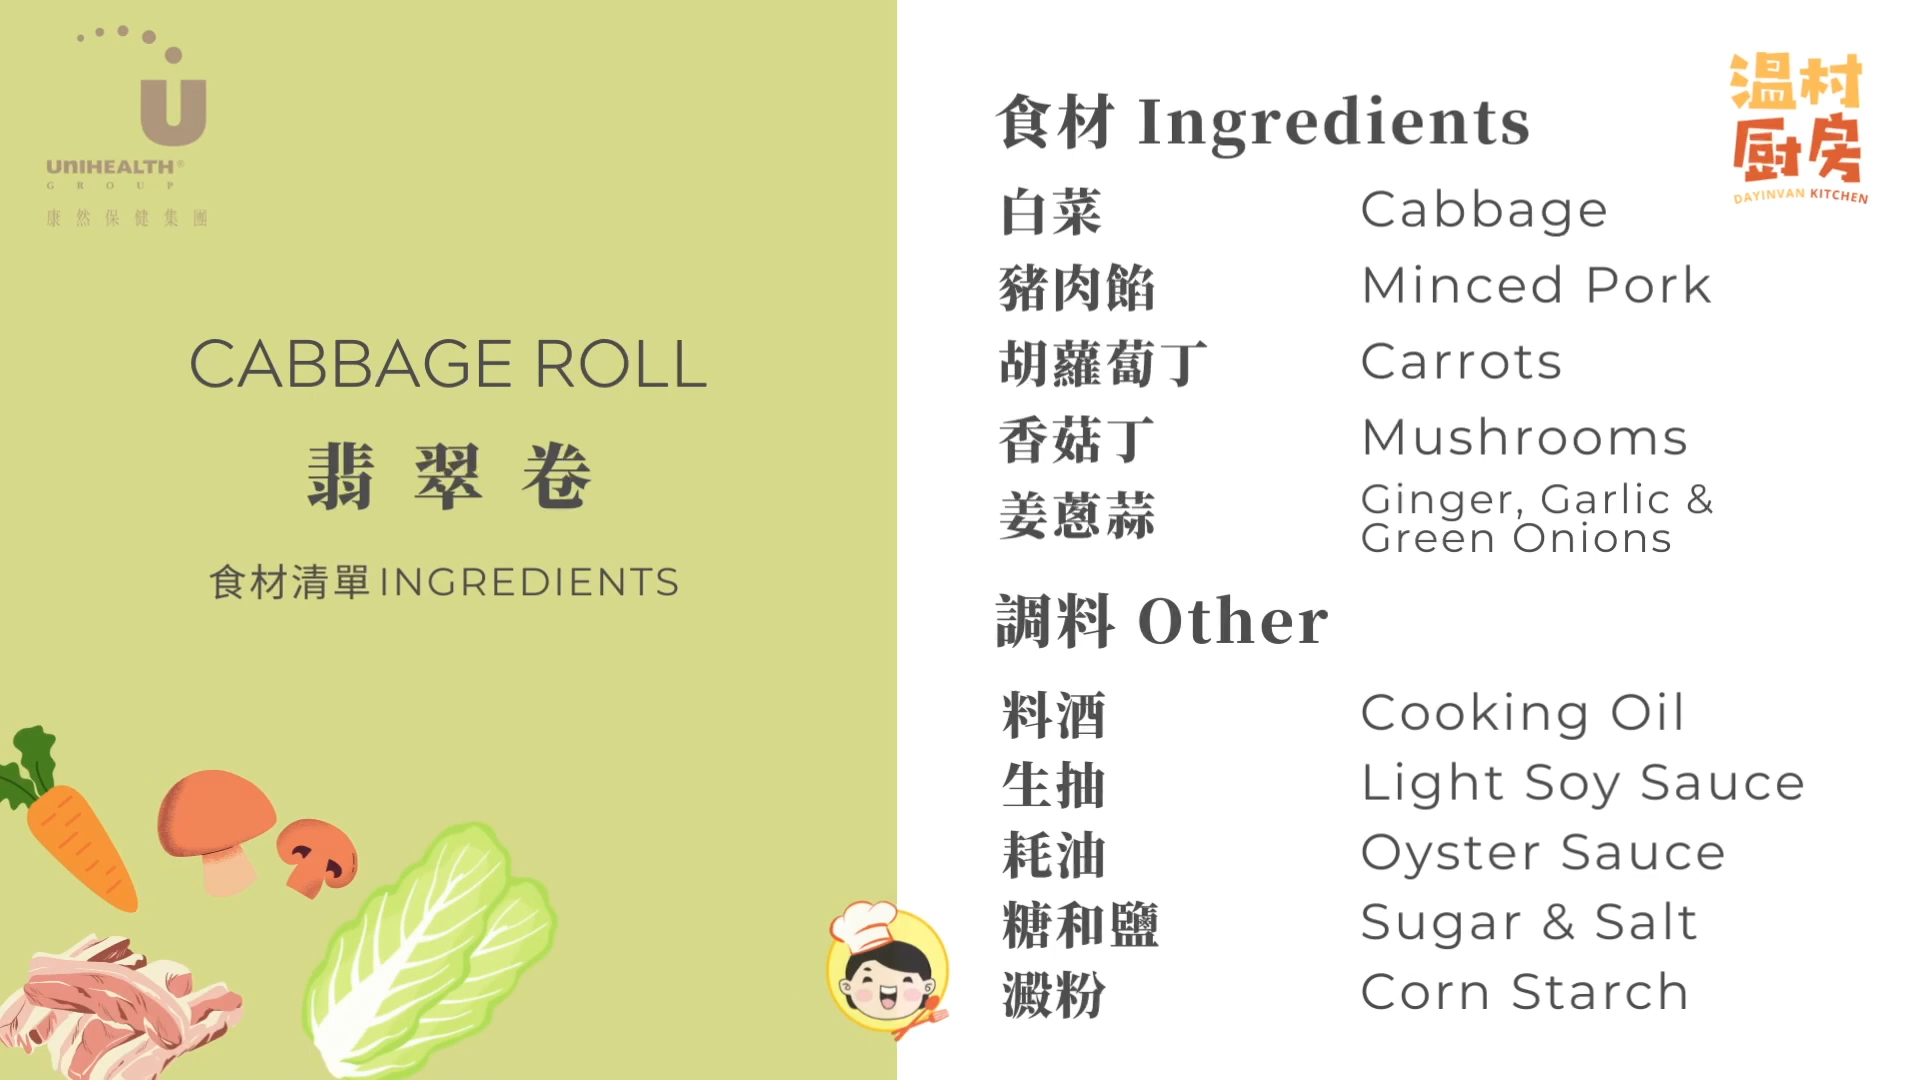 UNIHEALTH®
GROUP
康然保健集團
CABBAGE ROLL
翡翠卷
食材清單INGREDIENTS
温村
厨房
DAYINVAN KITCHEN
食材 Ingredients
白菜 Cabbage
豬肉餡 Minced Pork
胡蘿蔔丁 Carrots
香菇丁 Mushrooms
姜蔥蒜 Ginger, Garlic &
Green Onions
調料 Other
料酒 Cooking Oil
生抽 Light Soy Sauce
耗油 Oyster Sauce
糖和鹽 Sugar & Salt
澱粉 Corn Starch